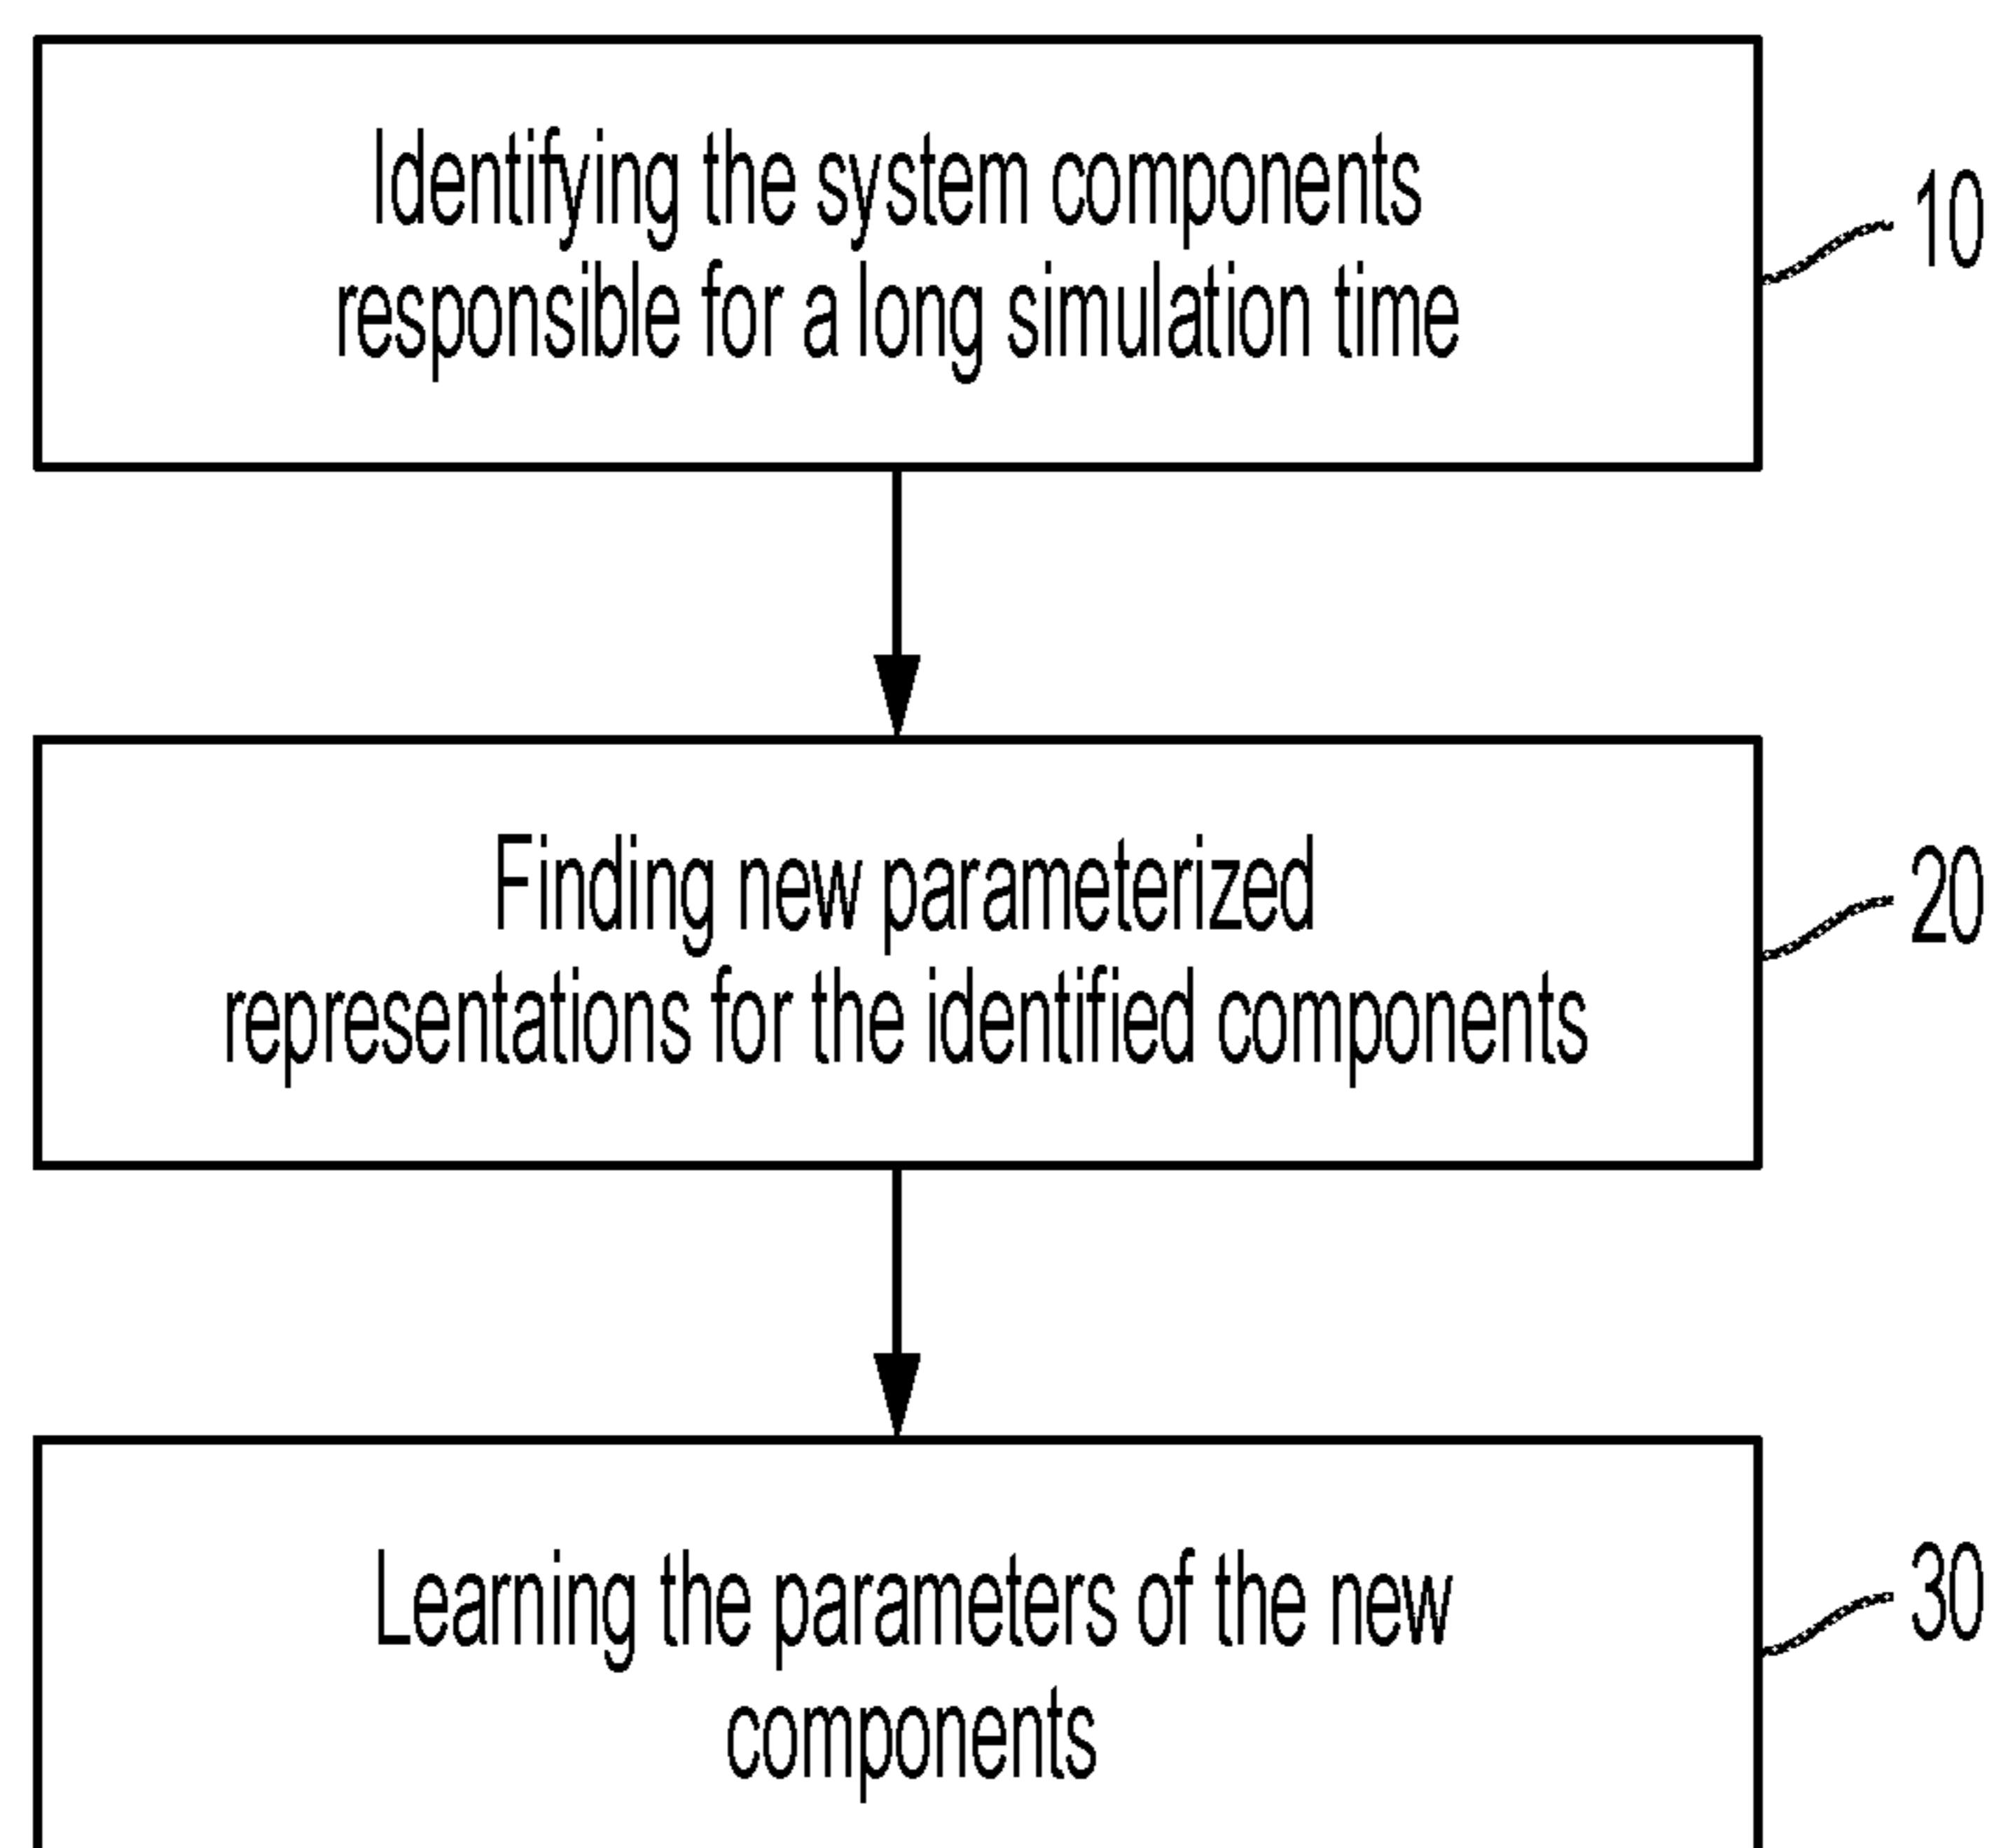 Identifying the system components
responsible for a long simulation time
10
Finding new parameterized
representations for the identified components
20
Learning the parameters of the new
components
30